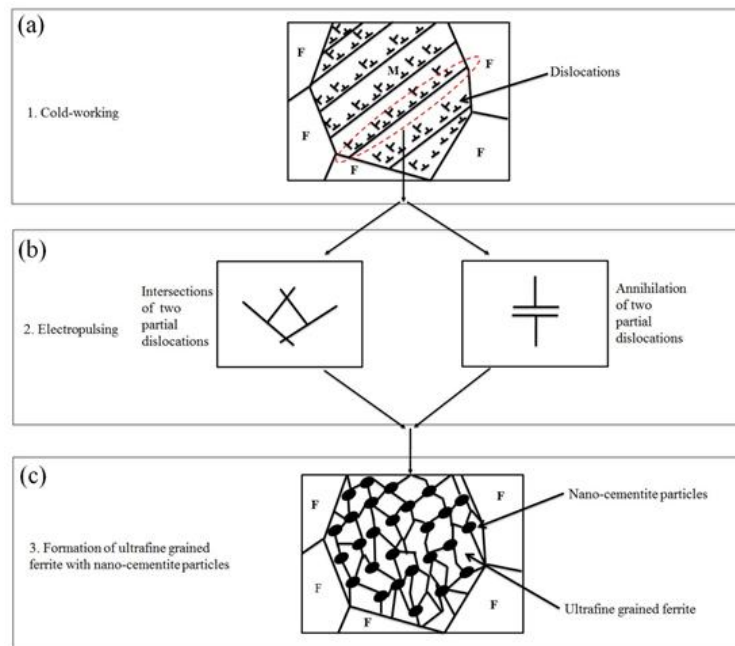 (a)
F
M
F
Dislocations
1. Cold-working
F
F
F
(b)
Intersections
of two
partial
dislocations
Annihilation
of two
partial
dislocations
2. Electropulsing
(c)
F
F
Nano-cementite particles
3. Formation of ultrafine grained
ferrite with nano-cementite particles
F
Ultrafine grained ferrite
F
F